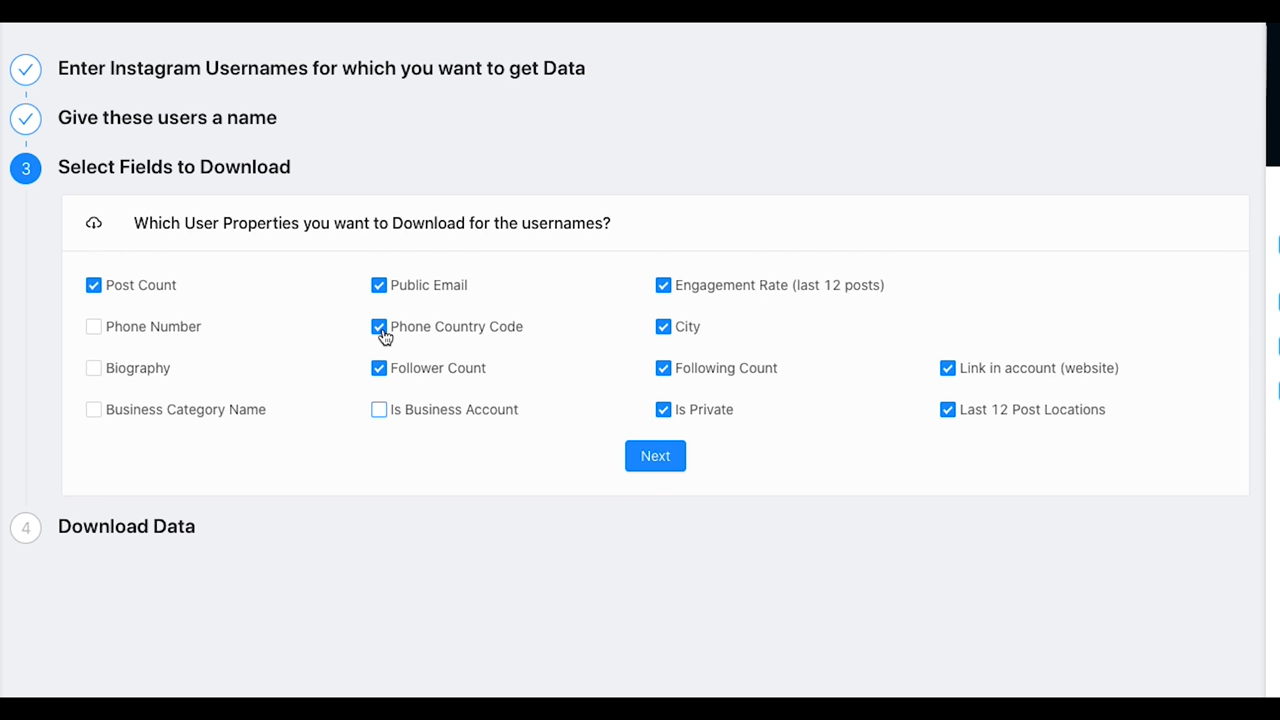 Enter Instagram Usernames for which you want to get Data
Give these users a name
3 Select Fields to Download
Which User Properties you want to Download for the usernames?
Post Count Public Email Engagement Rate (last 12 posts)
Phone Number Phone Country Code City
Biography Follower Count Following Count Link in account (website)
Business Category Name Is Business Account Is Private Last 12 Post Locations
Next
4 Download Data